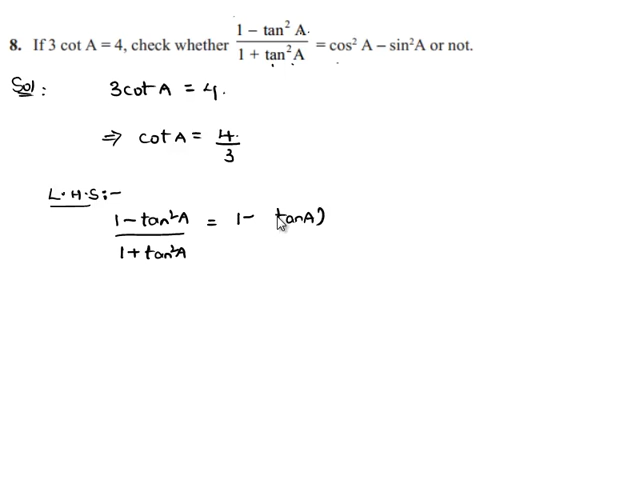 8. If 3 cot A = 4, check whether (1 – tan² A)/(1 + tan² A) = cos² A – sin²A or not.
Sol :
3cot A = 4.
⇒ cot A = 4/3
L.H.S:-
(1 - tan²A)/(1 + tan²A) = 1 - tanA)